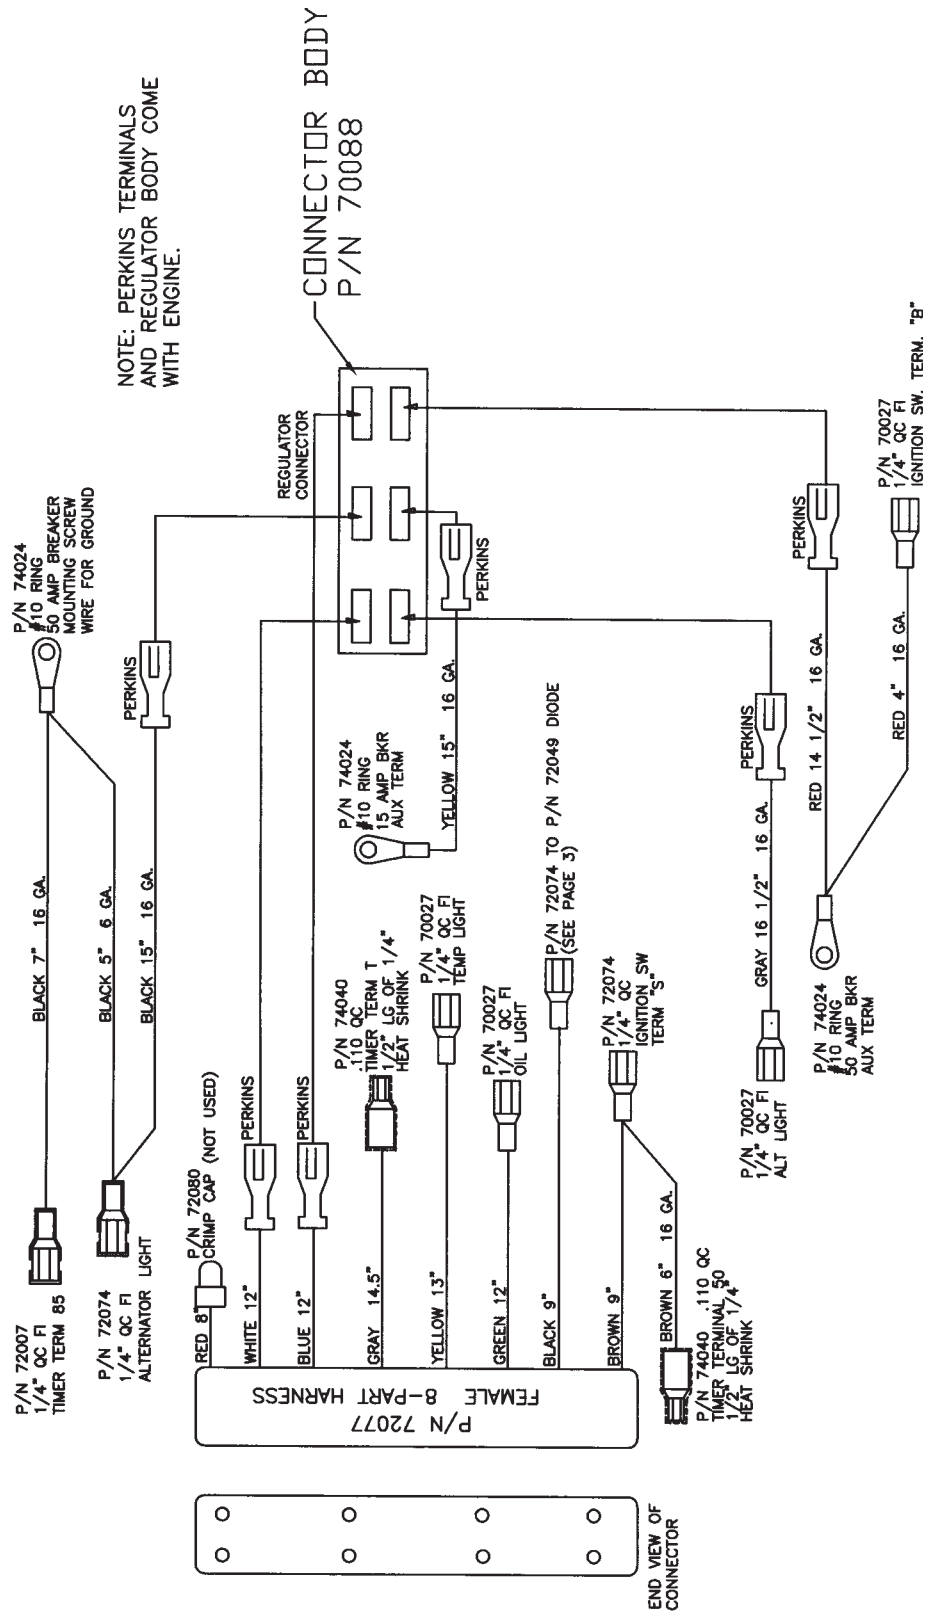 NOTE: PERKINS TERMINALS
AND REGULATOR BODY COME
WITH ENGINE.
CONNECTOR BODY
P/N 70088
P/N 74024
#10 RING
50 AMP BREAKER
MOUNTING SCREW
WIRE FOR GROUND
REGULATOR
CONNECTOR
PERKINS
BLACK 7" 16 GA.
BLACK 5" 6 GA.
BLACK 15" 16 GA.
P/N 72007
1/4" QC FI
TIMER TERM 85
P/N 72074
1/4" QC FI
ALTERNATOR LIGHT
P/N 72080
CRIMP CAP (NOT USED)
RED 8"
WHITE 12"
PERKINS
BLUE 12"
PERKINS
GRAY 14.5"
P/N 74040
.110 QC
TIMER TERM T
1/2" LG OF 1/4"
HEAT SHRINK
YELLOW 13"
P/N 70027
1/4" QC FI
TEMP LIGHT
GREEN 12"
P/N 70027
1/4" QC FI
OIL LIGHT
BLACK 9"
P/N 72074 TO P/N 72049 DIODE
(SEE PAGE 3)
BROWN 9"
P/N 72074
1/4" QC
IGNITION SW
TERM "S"
BROWN 6" 16 GA.
P/N 74040 .110 QC
TIMER TERMINAL 50
1/2" LG OF 1/4"
HEAT SHRINK
P/N 72077
FEMALE 8-PART HARNESS
END VIEW OF
CONNECTOR
P/N 74024
#10 RING
15 AMP BKR
AUX TERM
YELLOW 15" 16 GA.
PERKINS
P/N 70027
1/4" QC FI
ALT LIGHT
GRAY 16 1/2" 16 GA.
PERKINS
P/N 74024
#10 RING
50 AMP BKR
AUX TERM
RED 14 1/2" 16 GA.
PERKINS
RED 4" 16 GA.
P/N 70027
1/4" QC FI
IGNITION SW. TERM. "B"